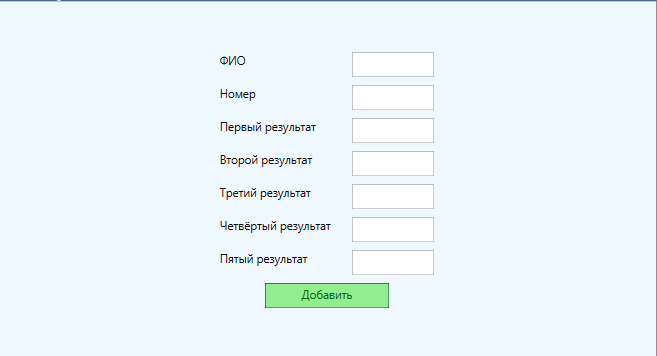 ФИО
Номер
Первый результат
Второй результат
Третий результат
Четвёртый результат
Пятый результат
Добавить